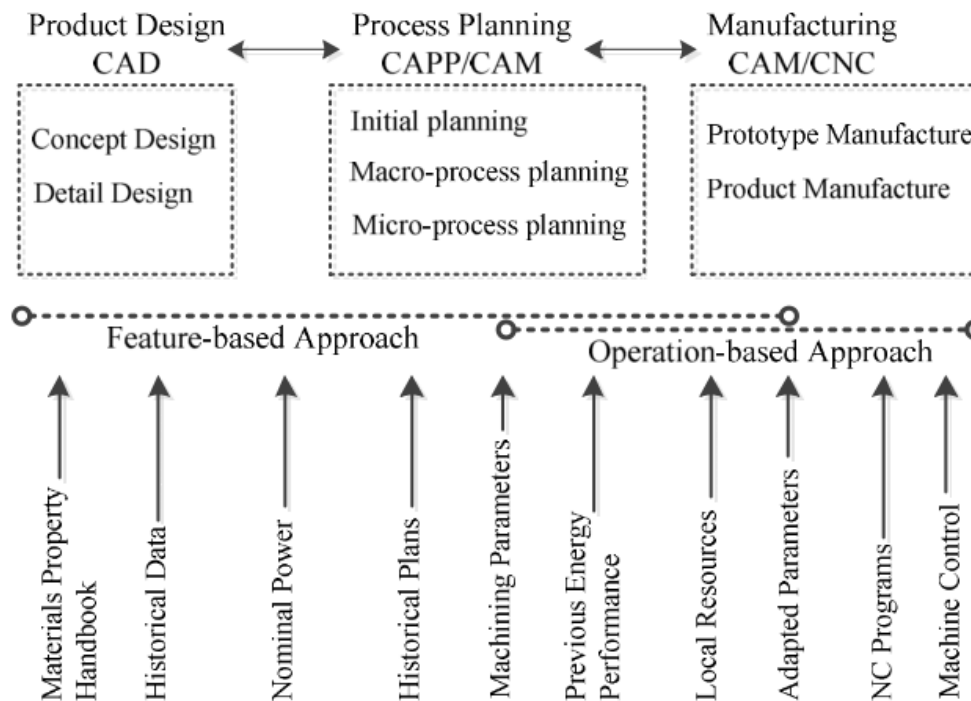 Product Design
CAD
Process Planning
CAPP/CAM
Manufacturing
CAM/CNC
Concept Design
Detail Design
Initial planning
Macro-process planning
Micro-process planning
Prototype Manufacture
Product Manufacture
Feature-based Approach
Operation-based Approach
Materials Property
Handbook
Historical Data
Nominal Power
Historical Plans
Machining Parameters
Previous Energy
Performance
Local Resources
Adapted Parameters
NC Programs
Machine Control